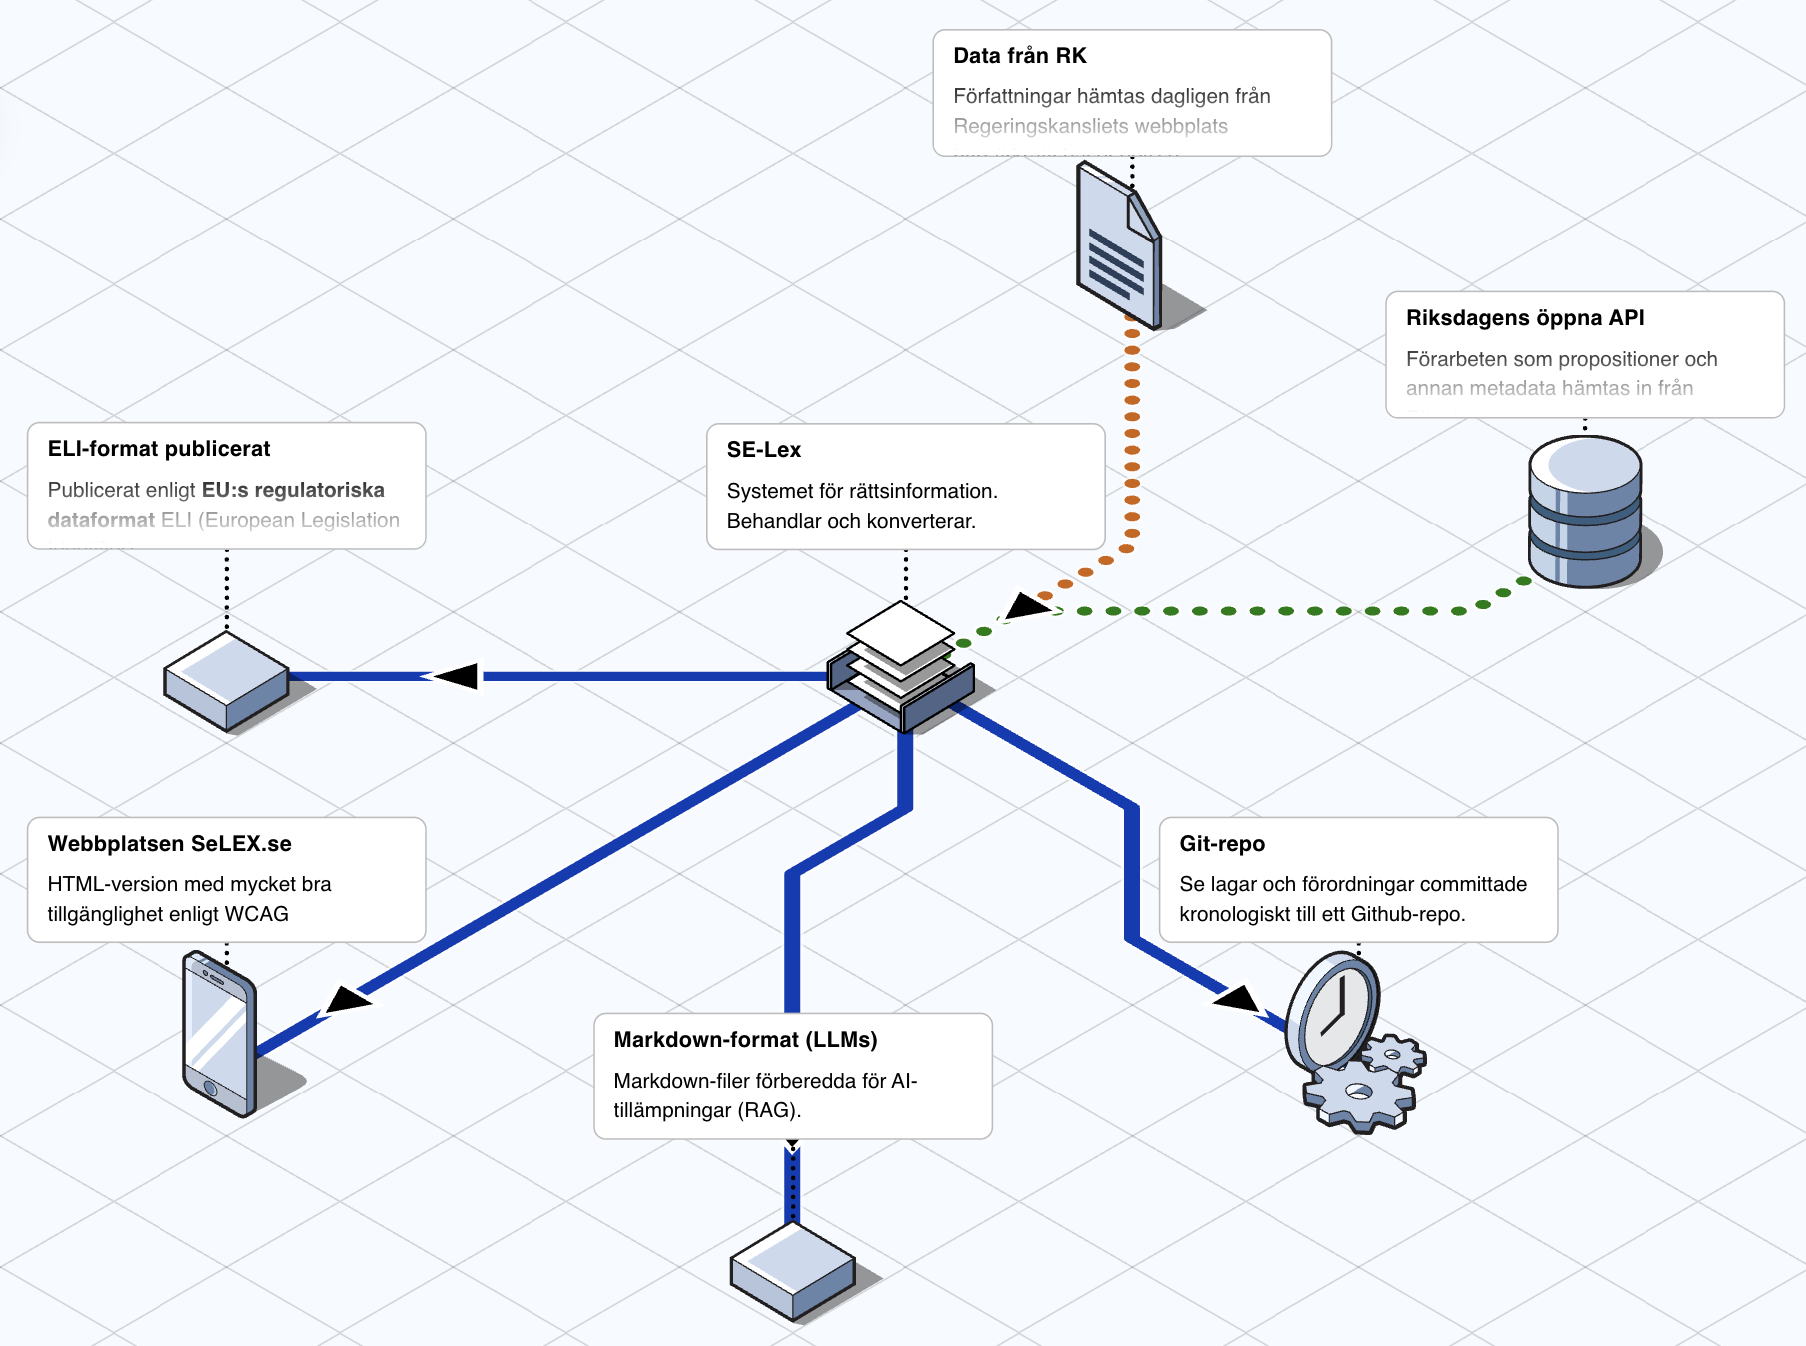 Data från RK
Författningar hämtas dagligen från
Regeringskansliets webbplats
Riksdagens öppna API
Förarbeten som propositioner och
annan metadata hämtas in från
ELI-format publicerat
Publicerat enligt EU:s regulatoriska
dataformat ELI (European Legislation
SE-Lex
Systemet för rättsinformation.
Behandlar och konverterar.
Webbplatsen SeLEX.se
HTML-version med mycket bra
tillgänglighet enligt WCAG
Git-repo
Se lagar och förordningar committade
kronologiskt till ett Github-repo.
Markdown-format (LLMs)
Markdown-filer förberedda för AI-
tillämpningar (RAG).